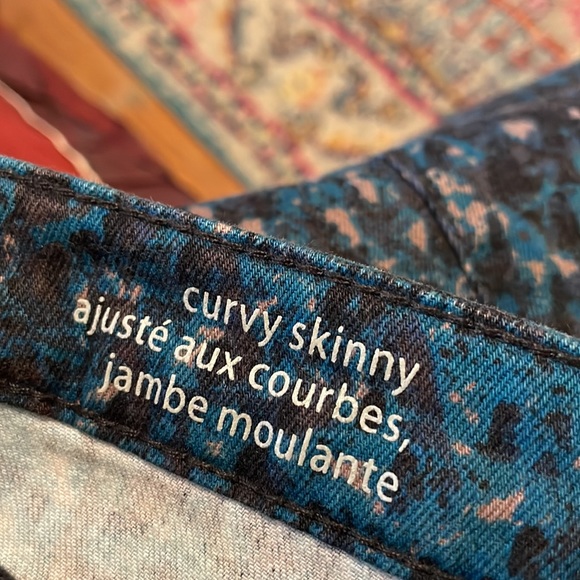 curvy skinny
ajusté aux courbes,
jambe moulante